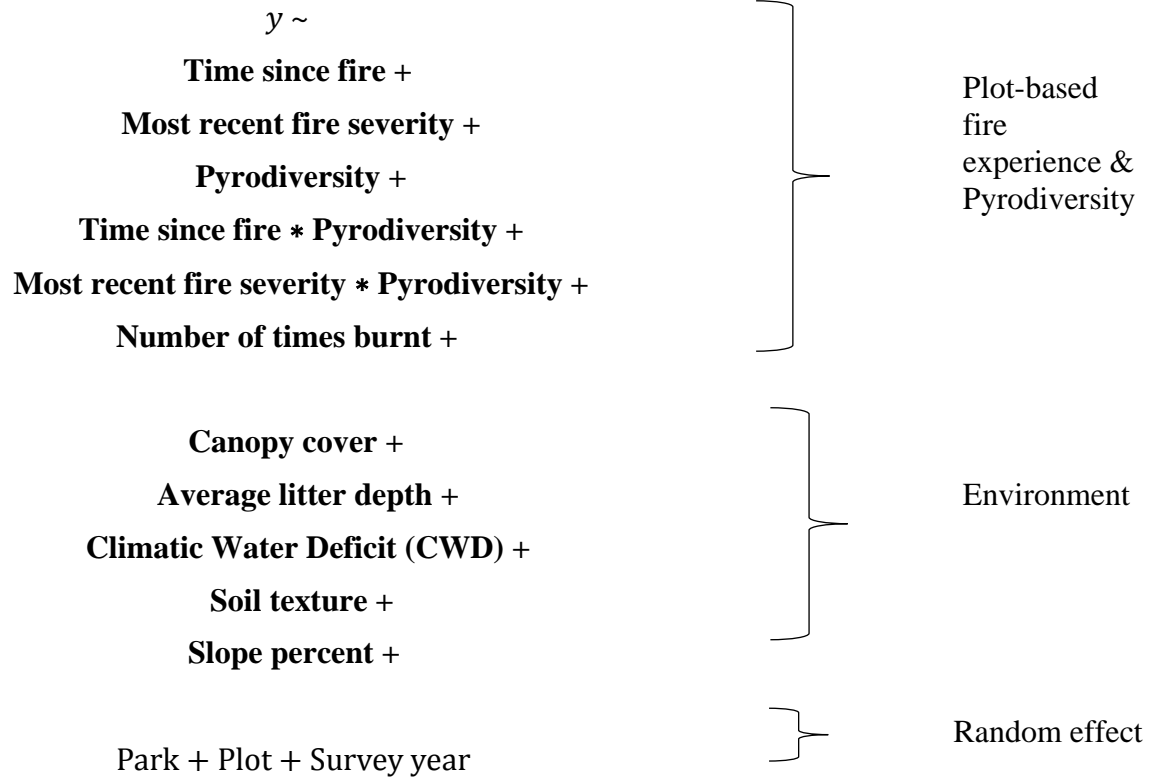 y ~
Time since fire +
Most recent fire severity +
Pyrodiversity +
Time since fire * Pyrodiversity +
Most recent fire severity * Pyrodiversity +
Number of times burnt +
Plot-based
fire
experience &
Pyrodiversity
Canopy cover +
Average litter depth +
Climatic Water Deficit (CWD) +
Soil texture +
Slope percent +
Environment
Park + Plot + Survey year
Random effect